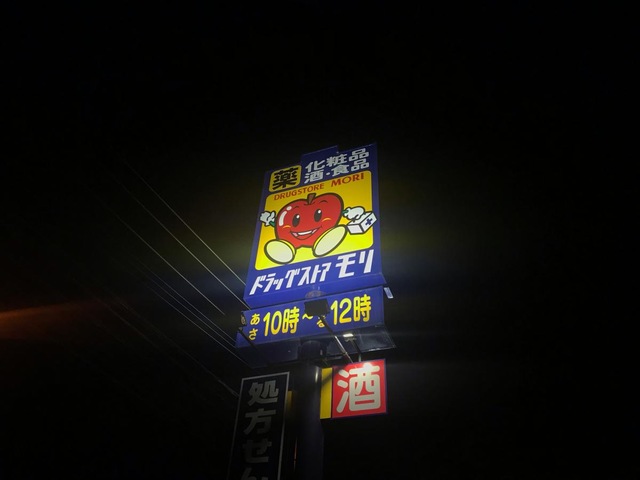 薬
化粧品
酒・食品
DRUGSTORE MORI
ドラッグストア モリ
あさ10時～
12時
酒
処方せん